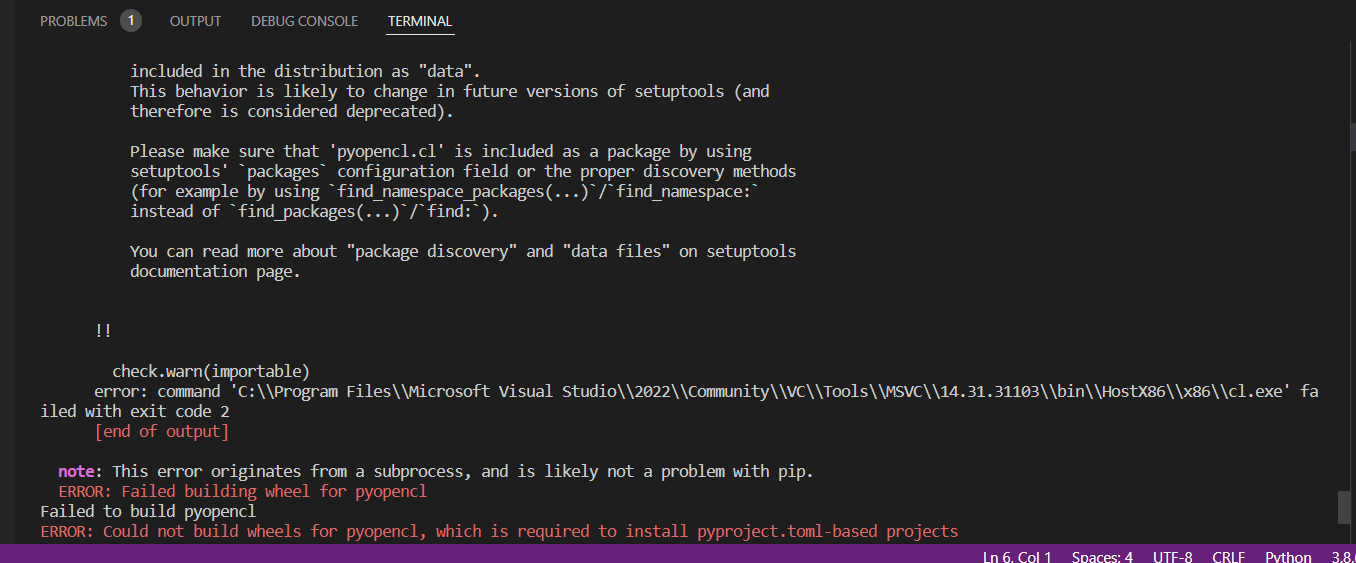 PROBLEMS 1 OUTPUT DEBUG CONSOLE TERMINAL
included in the distribution as "data".
This behavior is likely to change in future versions of setuptools (and
therefore is considered deprecated).
Please make sure that 'pyopencl.cl' is included as a package by using
setuptools' `packages` configuration field or the proper discovery methods
(for example by using `find_namespace_packages(...)`/`find_namespace:`
instead of `find_packages(...)`/`find:`).
You can read more about "package discovery" and "data files" on setuptools
documentation page.
!!
check.warn(importable)
error: command 'C:\\Program Files\\Microsoft Visual Studio\\2022\\Community\\VC\\Tools\\MSVC\\14.31.31103\\bin\\HostX86\\x86\\cl.exe' fa
iled with exit code 2
[end of output]
note: This error originates from a subprocess, and is likely not a problem with pip.
ERROR: Failed building wheel for pyopencl
Failed to build pyopencl
ERROR: Could not build wheels for pyopencl, which is required to install pyproject.toml-based projects
Ln 6, Col 1 Spaces: 4 UTF-8 CRLF Python